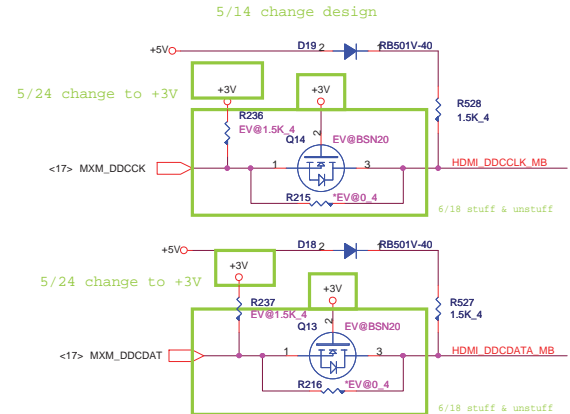 5/14 change design
+5V
D19 2
RB501V-40
5/24 change to +3V
+3V
+3V
R236
EV@1.5K_4
2
Q14
EV@BSN20
R528
1.5K_4
<17> MXM_DDCCK
1
3
HDMI_DDCCLK_MB
R215
*EV@0_4
6/18 stuff & unstuff
+5V
D18 2
RB501V-40
5/24 change to +3V
+3V
+3V
R237
EV@1.5K_4
2
Q13
EV@BSN20
R527
1.5K_4
<17> MXM_DDCDAT
1
3
HDMI_DDCDATA_MB
R216
*EV@0_4
6/18 stuff & unstuff